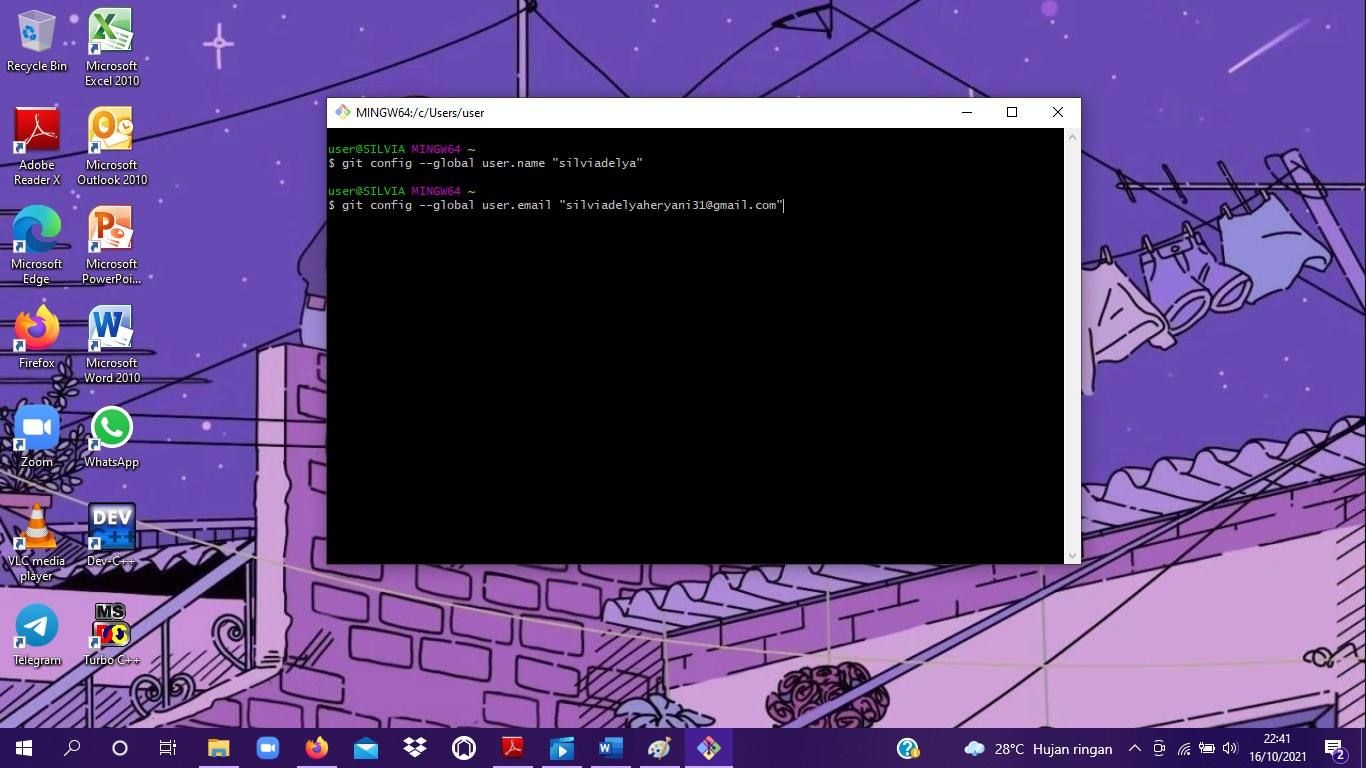 Recycle Bin
Microsoft
Excel 2010
Adobe
Reader X
Microsoft
Outlook 2010
Microsoft
Edge
Microsoft
PowerPoi...
Firefox
Microsoft
Word 2010
Zoom
WhatsApp
VLC media
player
DEV
C++
Dev-C++
Telegram
MS
Turbo C++
MINGW64:/c/Users/user
user@SILVIA MINGW64 ~
$ git config --global user.name "silviadelya"
user@SILVIA MINGW64 ~
$ git config --global user.email "silviadelyaheryani31@gmail.com"
28°C Hujan ringan
22:41
16/10/2021
2